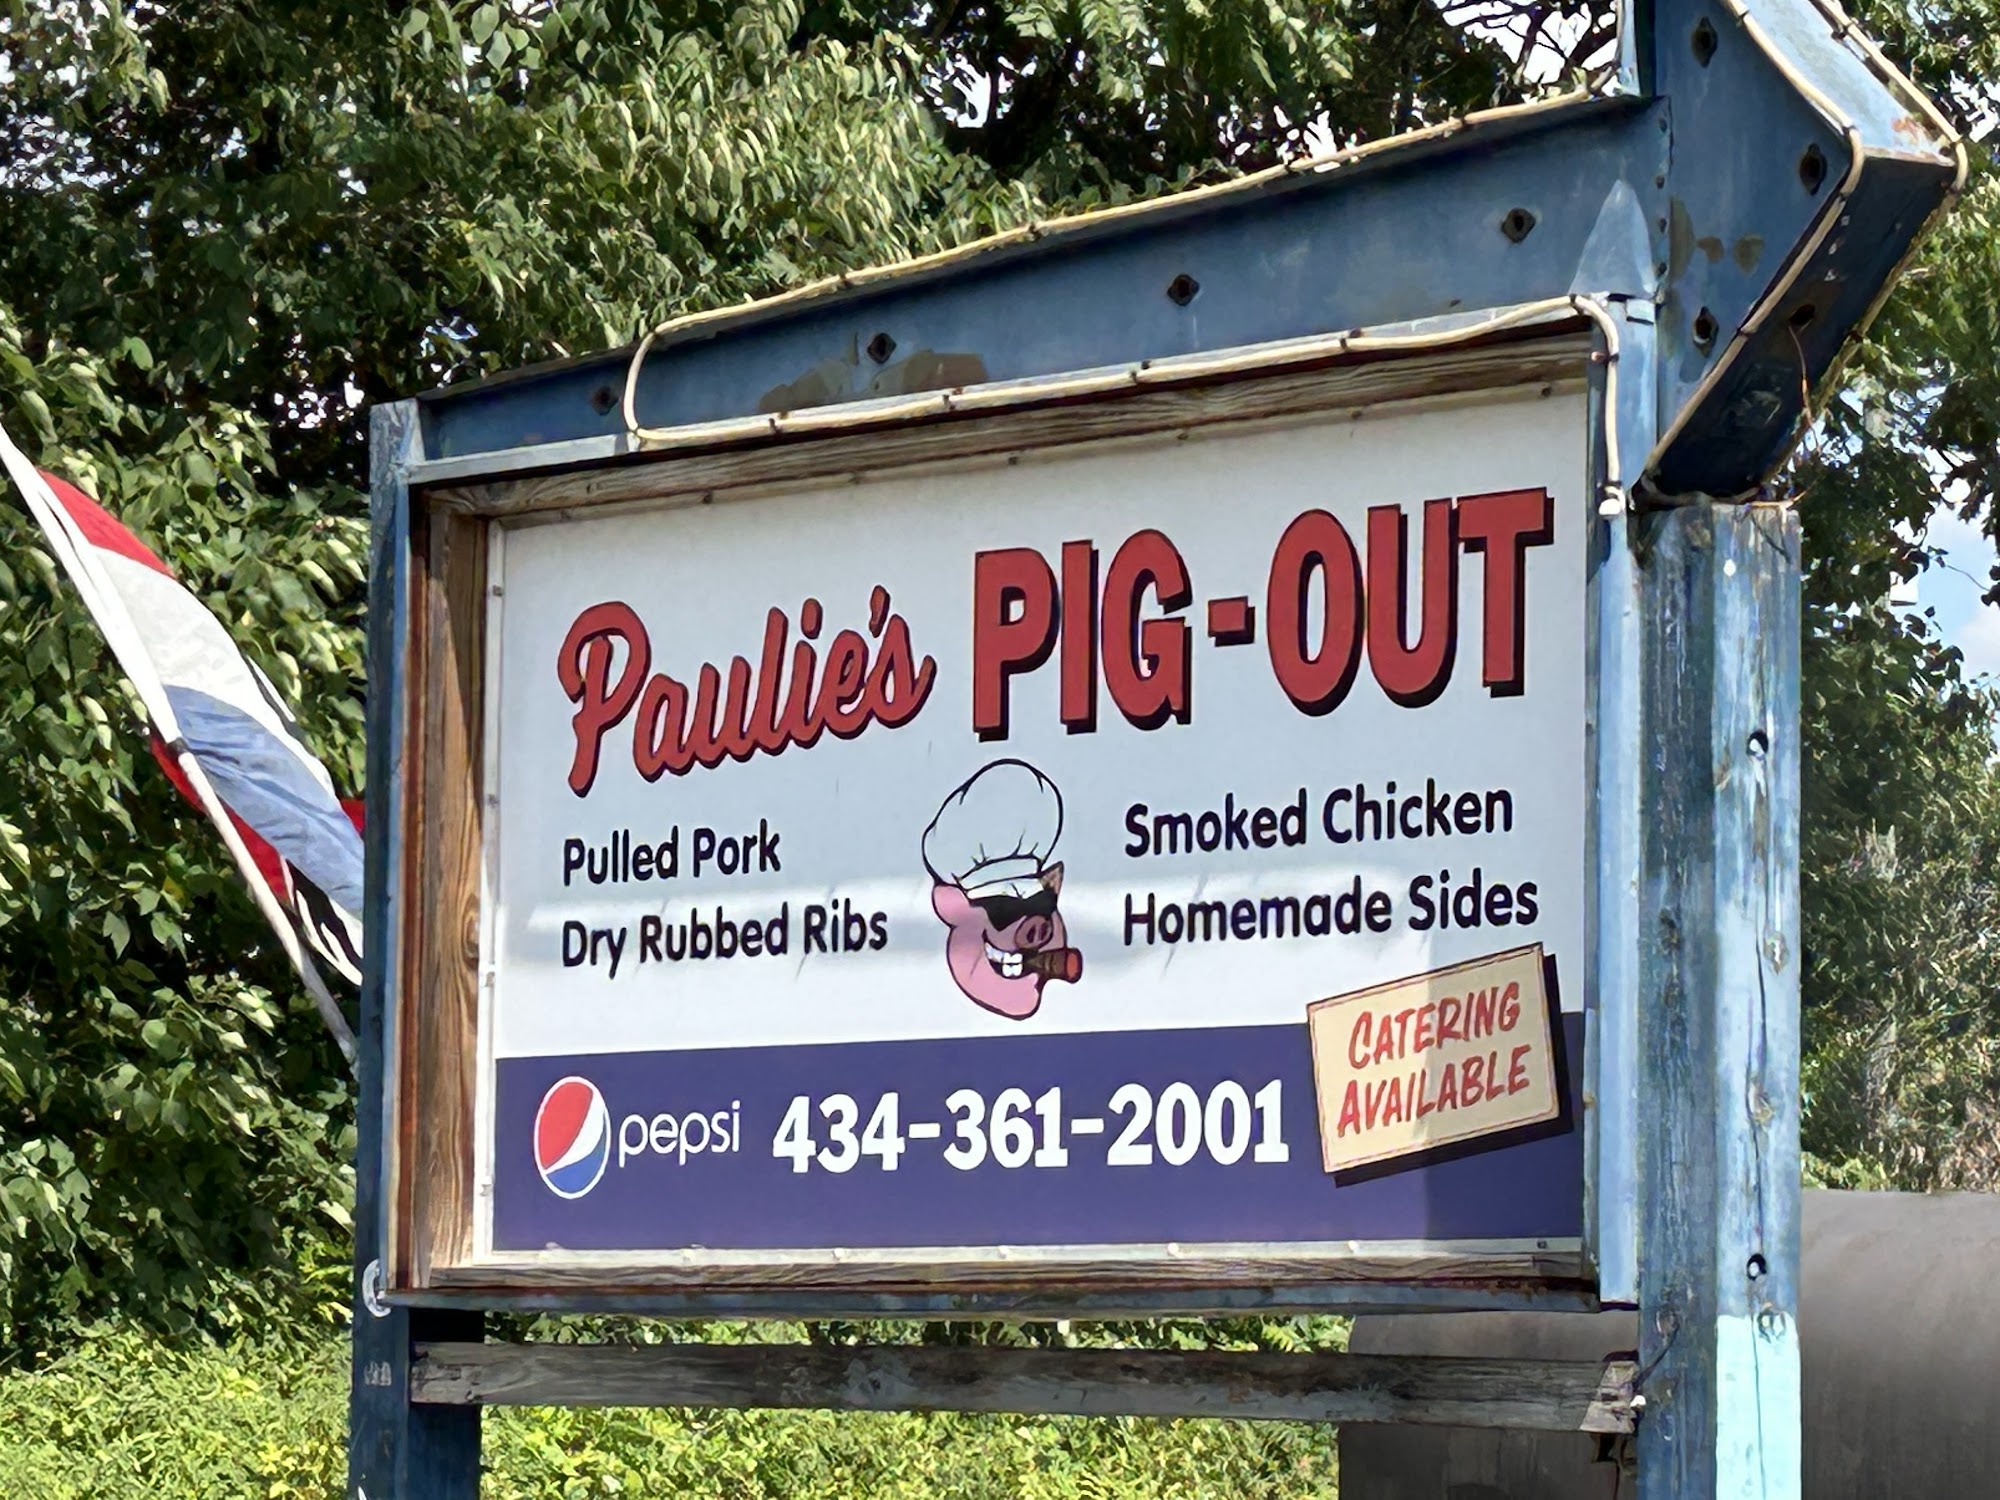 Paulie's PIG-OUT
Pulled Pork
Dry Rubbed Ribs
Smoked Chicken
Homemade Sides
CATERING
AVAILABLE
pepsi 434-361-2001